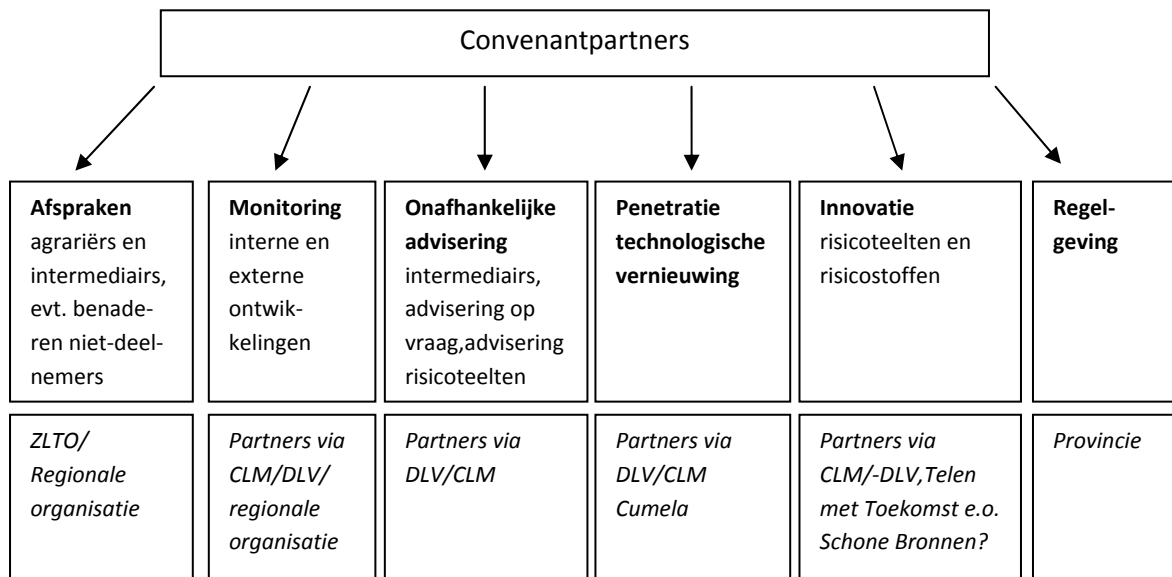 Convenantpartners
Afspraken
agrariërs en
intermediairs,
evt. benade-
ren niet-deel-
nemers
Monitoring
interne en
externe
ontwik-
kelingen
Onafhankelijke
advisering
intermediairs,
advisering op
vraag,advisering
risicoteelten
Penetratie
technologische
vernieuwing
Innovatie
risicoteelten en
risicostoffen
Regel-
geving
ZLTO/
Regionale
organisatie
Partners via
CLM/DLV/
regionale
organisatie
Partners via
DLV/CLM
Partners via
DLV/CLM
Cumela
Partners via
CLM/-DLV,Telen
met Toekomst e.o.
Schone Bronnen?
Provincie